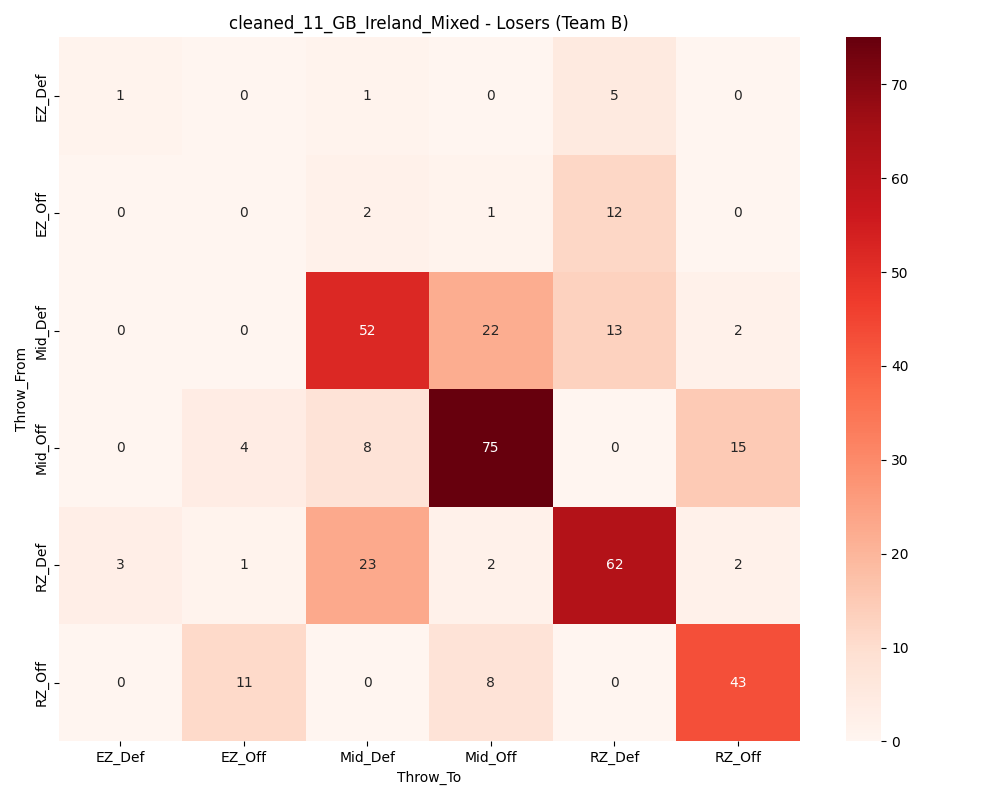 cleaned_11_GB_Ireland_Mixed - Losers (Team B)
Throw_From
EZ_Def 1 0 1 0 5 0
EZ_Off 0 0 2 1 12 0
Mid_Def 0 0 52 22 13 2
Mid_Off 0 4 8 75 0 15
RZ_Def 3 1 23 2 62 2
RZ_Off 0 11 0 8 0 43
EZ_Def EZ_Off Mid_Def Mid_Off RZ_Def RZ_Off
Throw_To
70
60
50
40
30
20
10
0